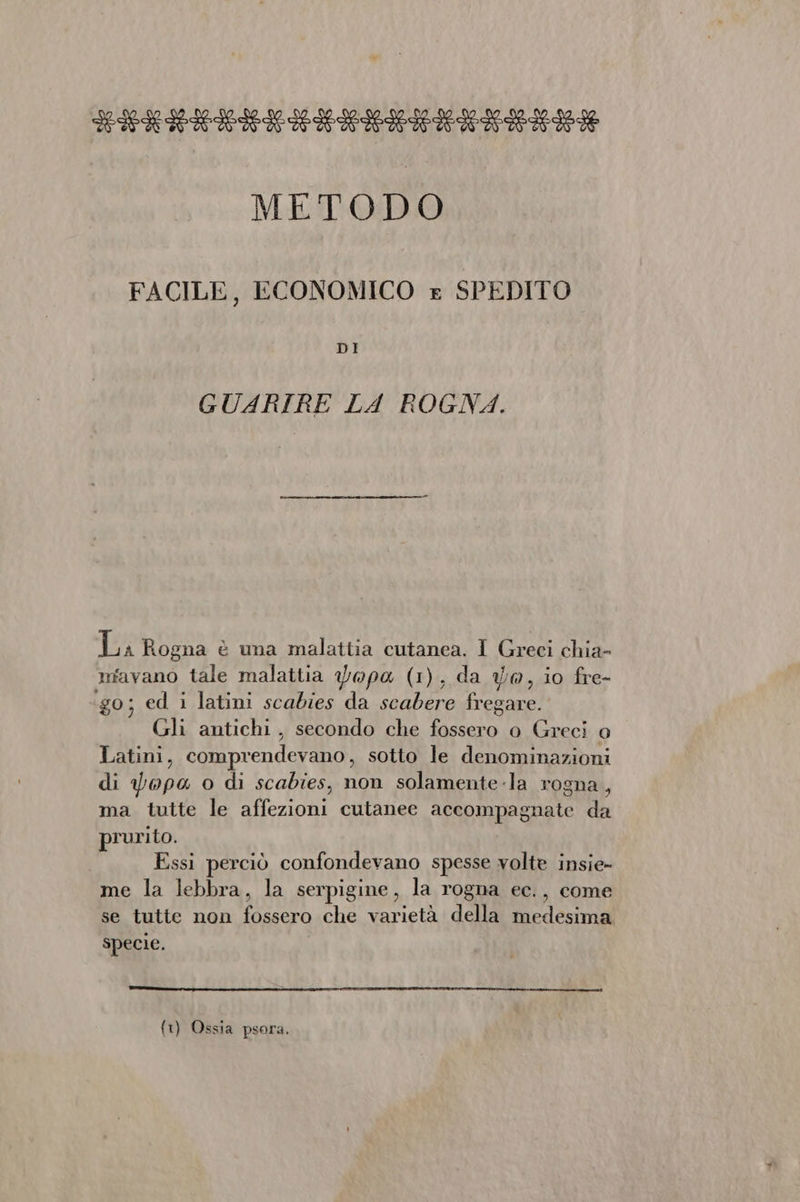 METODO
FACILE, ECONOMICO E SPEDITO
DI
GUARIRE LA ROGNA.
La Rogna è una malattia cutanea. I Greci chia-
mavano tale malattia ψωρα (1), da ψω, io fre-
go; ed i latini scabies da scabere fregare.
Gli antichi, secondo che fossero o Greci o
Latini, comprendevano, sotto le denominazioni
di ψωρα o di scabies, non solamente la rogna,
ma tutte le affezioni cutanee accompagnate da
prurito.
Essi perciò confondevano spesse volte insie-
me la lebbra, la serpigine, la rogna ec., come
se tutte non fossero che varietà della medesima
specie.
(1) Ossia psora.